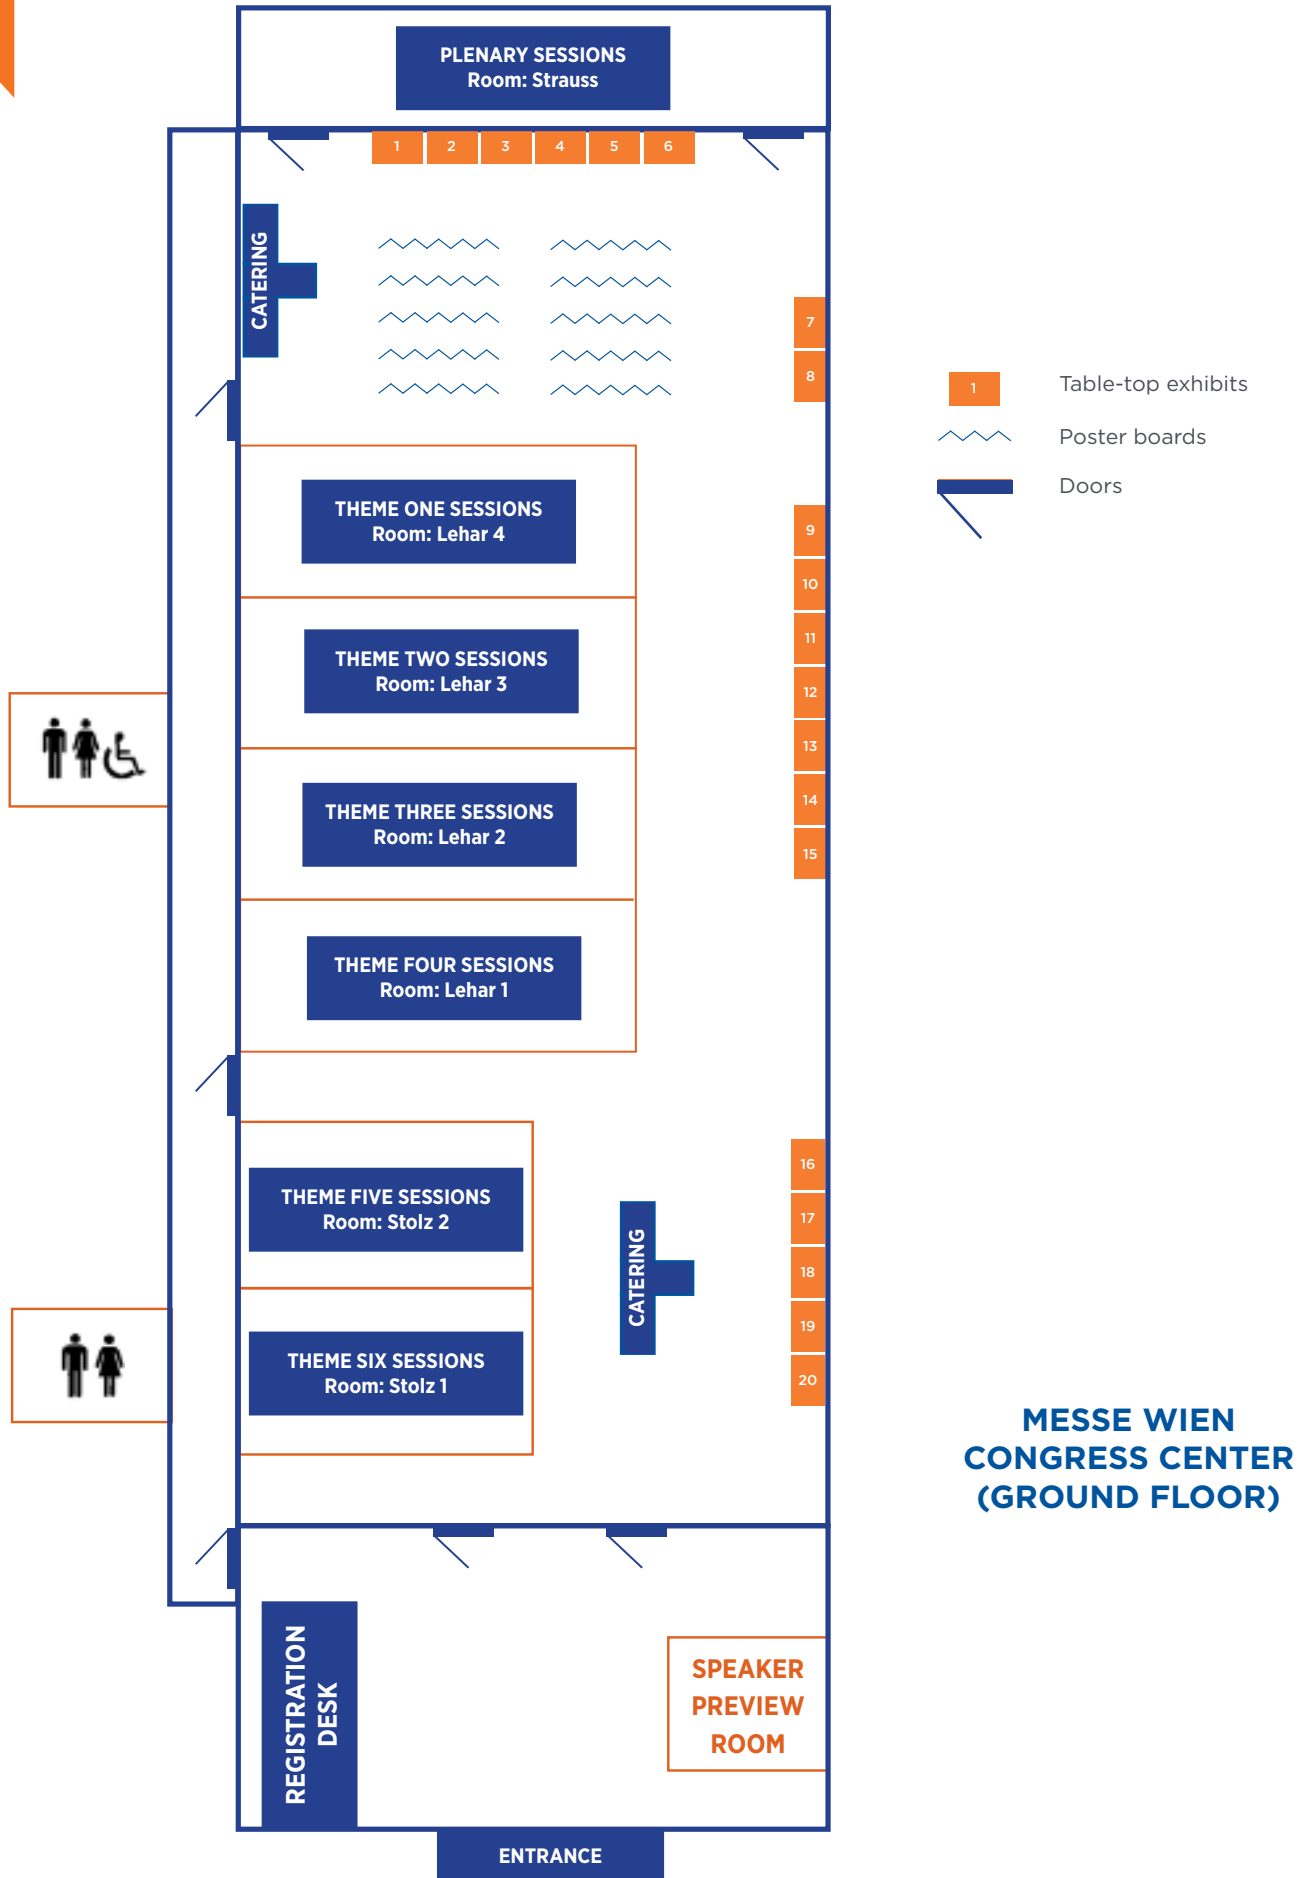 PLENARY SESSIONS
Room: Strauss
1
2
3
4
5
6
CATERING
7
8
1
Table-top exhibits
Poster boards
Doors
THEME ONE SESSIONS
Room: Lehar 4
9
10
11
12
13
14
15
THEME TWO SESSIONS
Room: Lehar 3
THEME THREE SESSIONS
Room: Lehar 2
THEME FOUR SESSIONS
Room: Lehar 1
THEME FIVE SESSIONS
Room: Stolz 2
CATERING
16
17
18
19
20
THEME SIX SESSIONS
Room: Stolz 1
MESSE WIEN
CONGRESS CENTER
(GROUND FLOOR)
REGISTRATION
DESK
SPEAKER
PREVIEW
ROOM
ENTRANCE